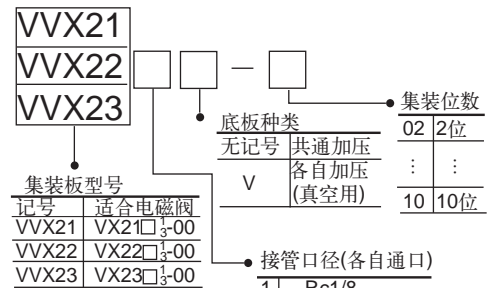 VVX21
VVX22
VVX23
□ □ — □
集装板型号
记号 适合电磁阀
VVX21 VX21□ 1/3-00
VVX22 VX22□ 1/3-00
VVX23 VX23□ 1/3-00
底板种类
无记号 共通加压
V 各自加压
(真空用)
集装位数
02 2位
⋮ ⋮
10 10位
接管口径(各自通口)
1 Rc1/8